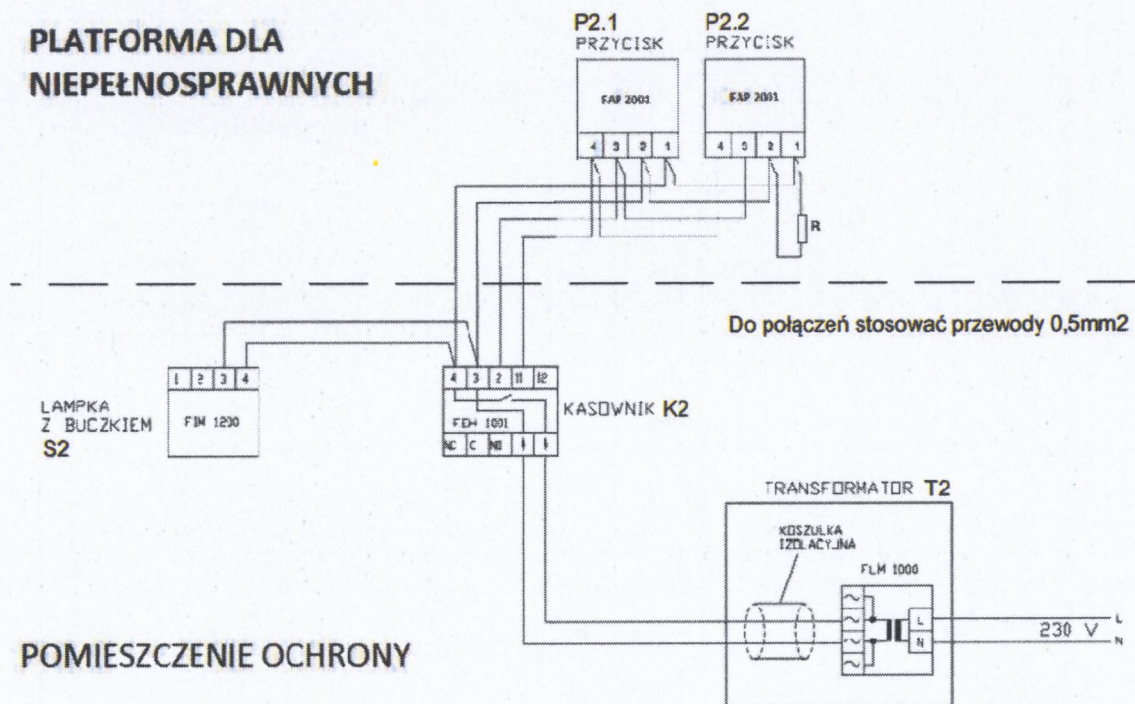 PLATFORMA DLA
NIEPEŁNOSPRAWNYCH
P2.1
PRZYCISK
P2.2
PRZYCISK
FAP 2001
FAP 2001
4 3 2 1
4 3 2 1
R
Do połączeń stosować przewody 0,5mm2
1 2 3 4
4 3 2 11 12
LAMPKA
Z BUCZKIEM
S2
FIM 1200
KASOWNIK K2
FEH 1001
NC C NO
TRANSFORMATOR T2
KOSZULKA
IZOLACYJNA
FLM 1000
L
N
230 V
L
N
POMIESZCZENIE OCHRONY